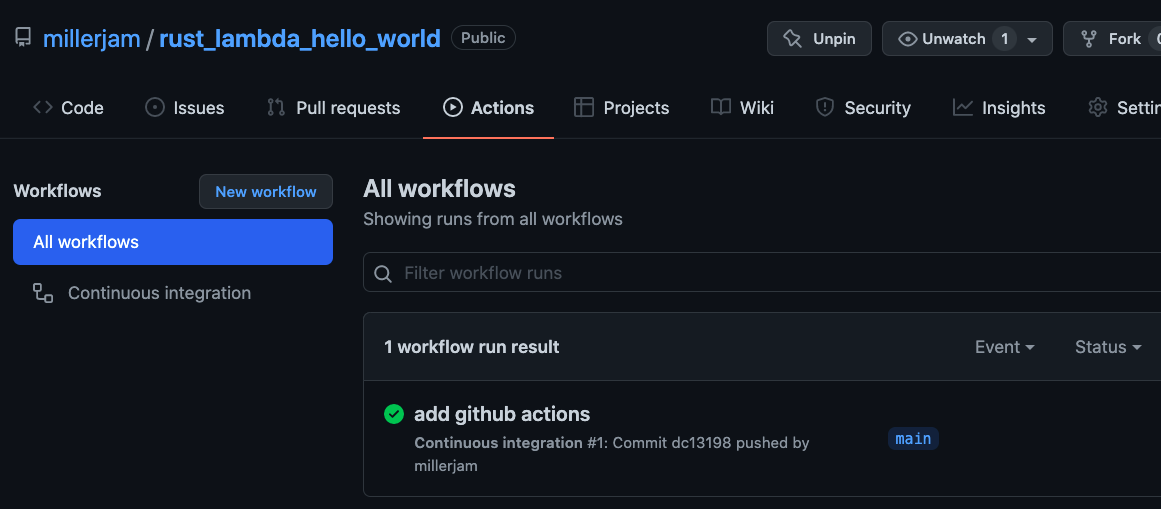 millerjam / rust_lambda_hello_world Public Unpin Unwatch 1 Fork
Code Issues Pull requests Actions Projects Wiki Security Insights
Workflows New workflow
All workflows
Continuous integration
All workflows
Showing runs from all workflows
Filter workflow runs
1 workflow run result Event Status
add github actions
Continuous integration #1: Commit dc13198 pushed by
millerjam
main